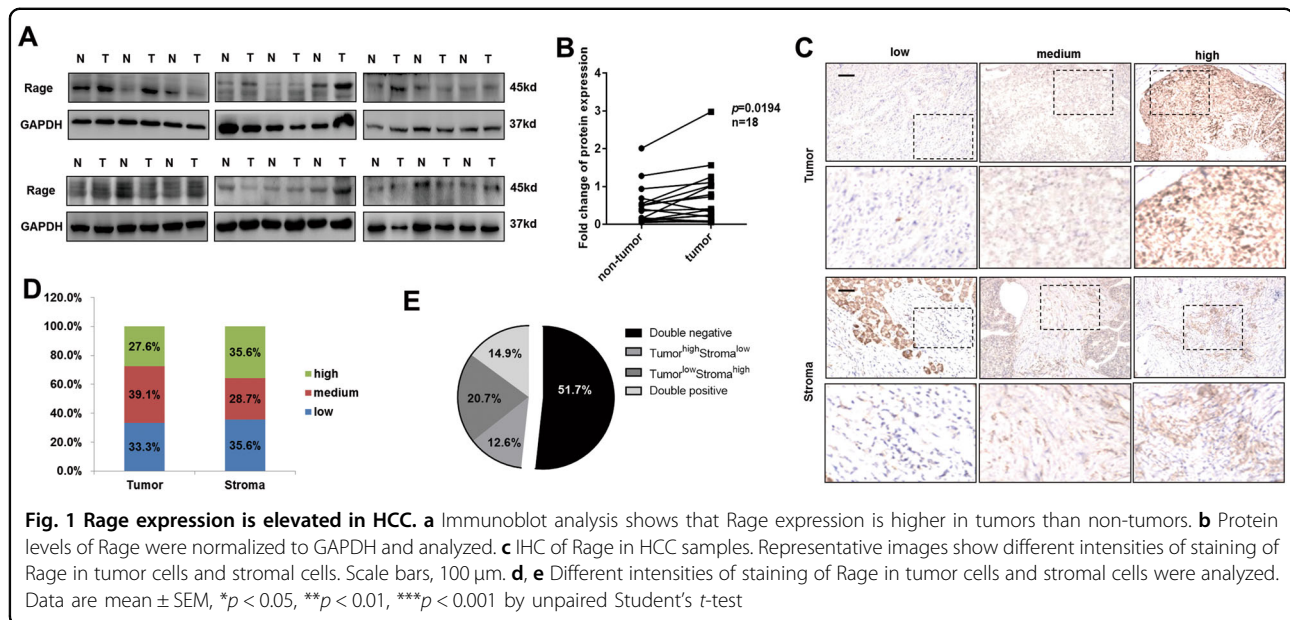 A
N T N T N T
N T N T N T
N T N T N T
Rage
45kd
GAPDH
37kd
N T N T N T
N T N T N T
N T N T N T
Rage
45kd
GAPDH
37kd
B
Fold change of protein expression
4
3
2
1
0
p=0.0194
n=18
non-tumor
tumor
C
low
medium
high
Tumor
Stroma
D
120.0%
100.0%
80.0%
60.0%
40.0%
20.0%
0.0%
27.6%
39.1%
33.3%
35.6%
28.7%
35.6%
Tumor
Stroma
high
medium
low
E
14.9%
20.7%
12.6%
51.7%
Double negative
TumorhighStromalow
TumorlowStromahigh
Double positive
Fig. 1 Rage expression is elevated in HCC. a Immunoblot analysis shows that Rage expression is higher in tumors than non-tumors. b Protein
levels of Rage were normalized to GAPDH and analyzed. c IHC of Rage in HCC samples. Representative images show different intensities of staining of
Rage in tumor cells and stromal cells. Scale bars, 100 μm. d, e Different intensities of staining of Rage in tumor cells and stromal cells were analyzed.
Data are mean ± SEM, *p < 0.05, **p < 0.01, ***p < 0.001 by unpaired Student's t-test